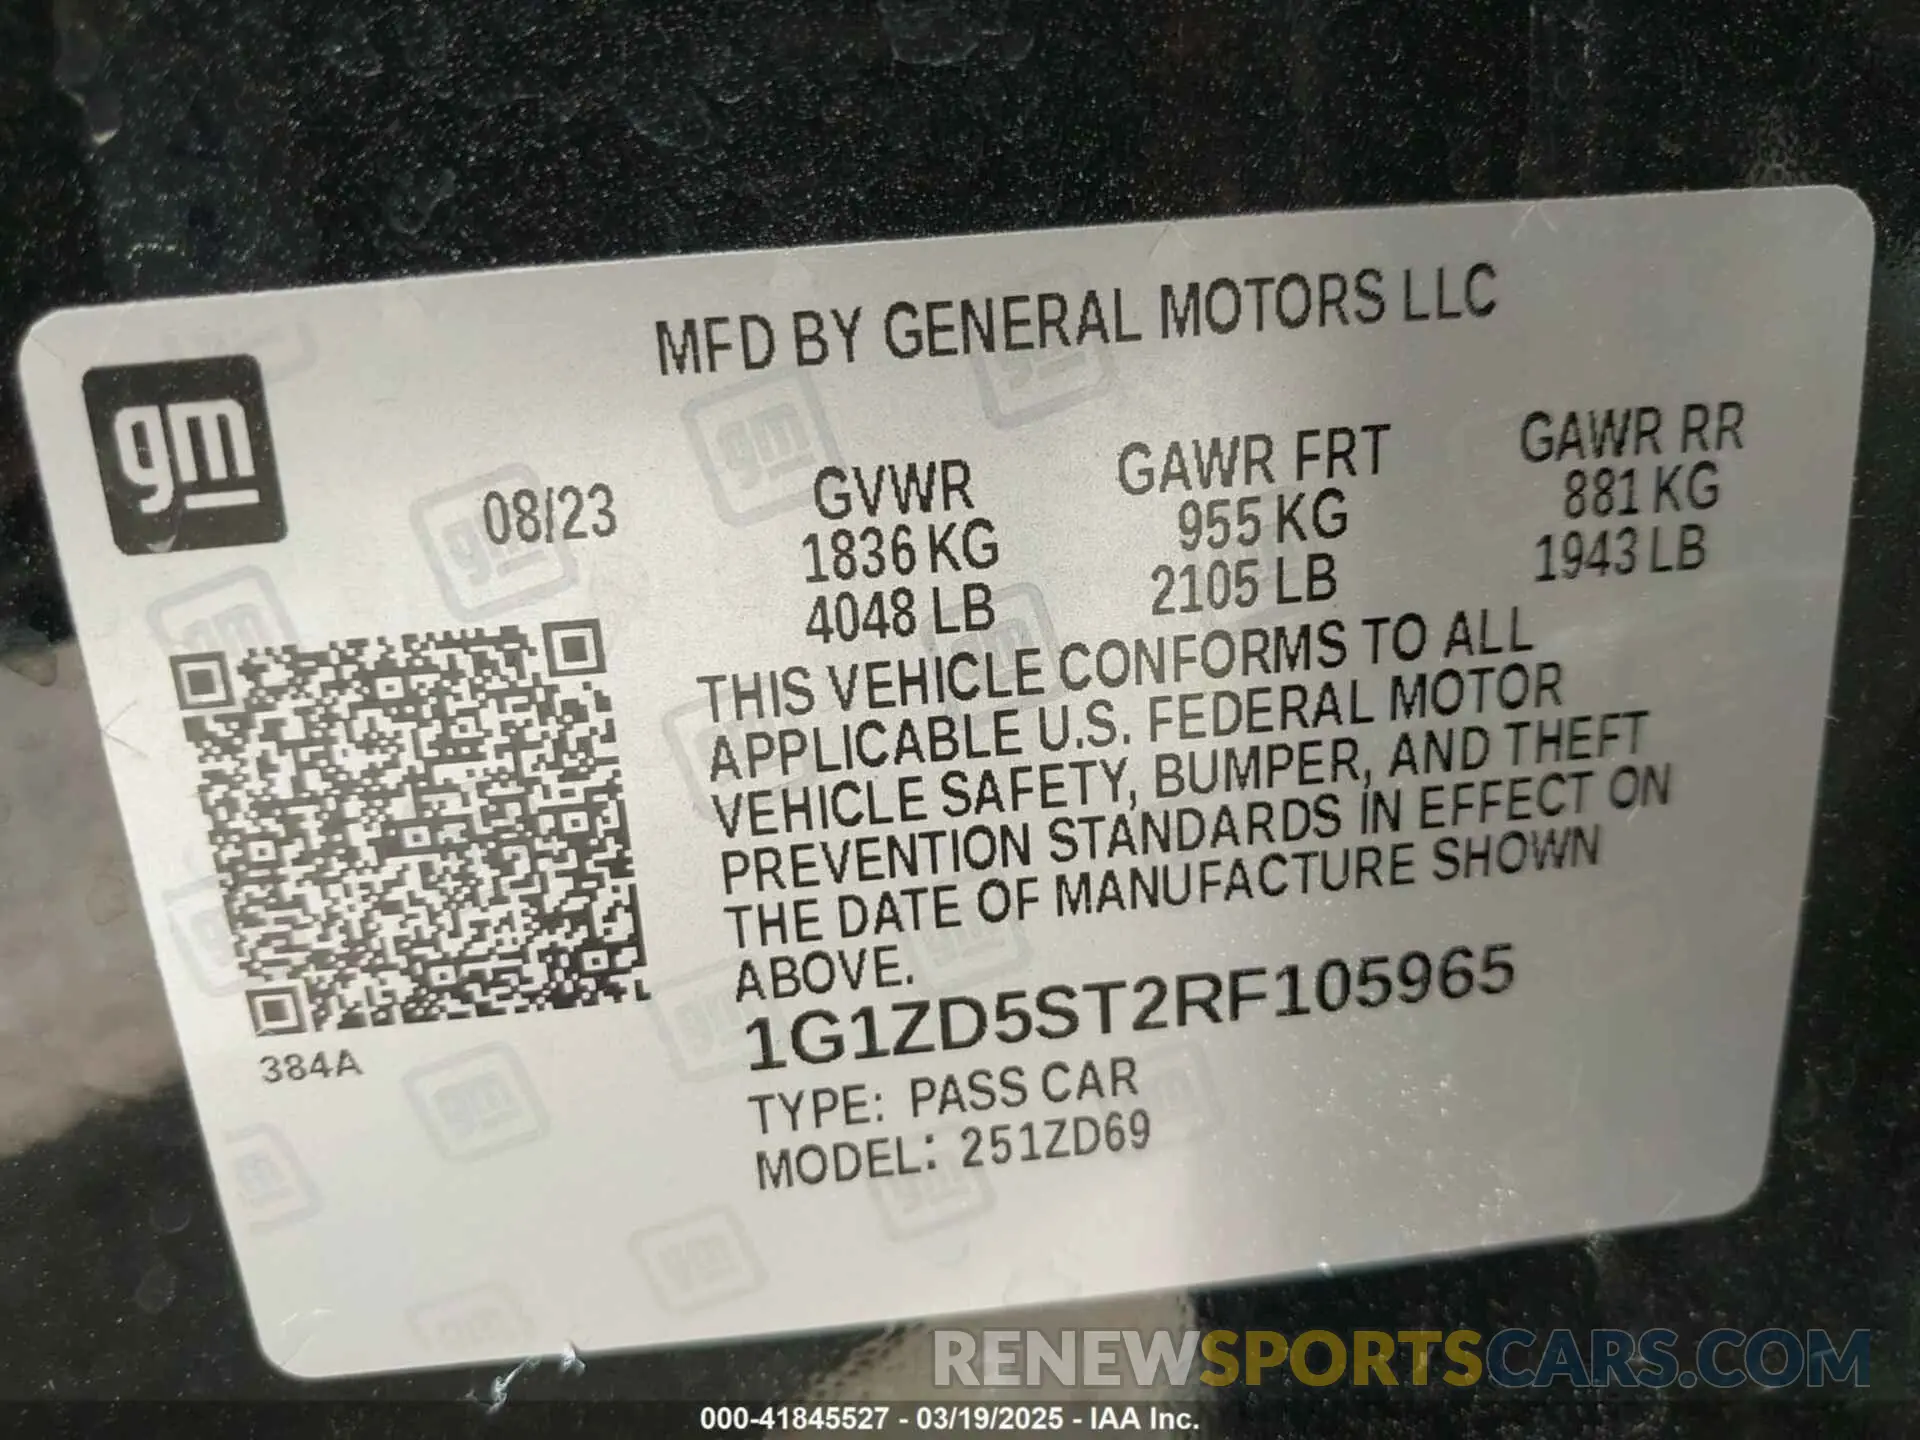 MFD BY GENERAL MOTORS LLC
gm
08/23
GVWR
1836 KG
4048 LB
GAWR FRT
955 KG
2105 LB
GAWR RR
881 KG
1943 LB
THIS VEHICLE CONFORMS TO ALL
APPLICABLE U.S. FEDERAL MOTOR
VEHICLE SAFETY, BUMPER, AND THEFT
PREVENTION STANDARDS IN EFFECT ON
THE DATE OF MANUFACTURE SHOWN
ABOVE.
1G1ZD5ST2RF105965
TYPE: PASS CAR
MODEL: 251ZD69
384A
RENEWSPORTSCARS.COM
000-41845527 - 03/19/2025 - IAA Inc.